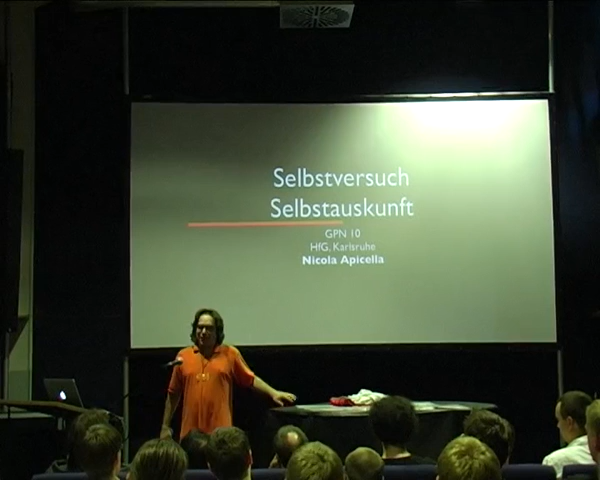 Selbstversuch
Selbstauskunft
GPN 10
HfG, Karlsruhe
Nicola Apicella